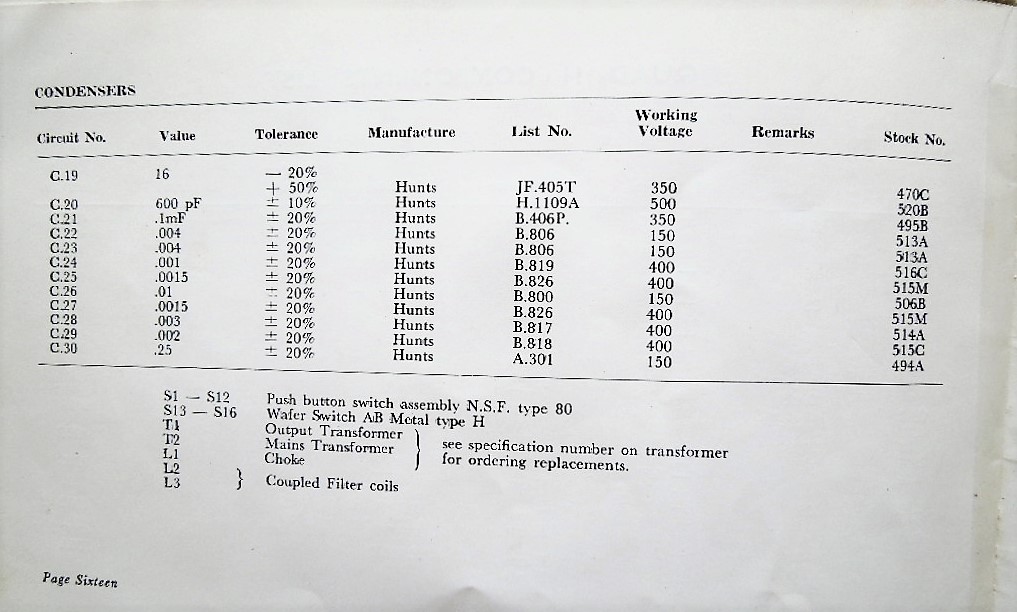 CONDENSERS
Circuit No. Value Tolerance Manufacture List No. Working Voltage Remarks Stock No.
C.19 16 — 20%
+ 50% Hunts JF.405T 350 470C
C.20 600 pF ± 10% Hunts H.1109A 500 520B
C.21 .1mF ± 20% Hunts B.406P. 350 495B
C.22 .004 ± 20% Hunts B.806 150 513A
C.23 .004 ± 20% Hunts B.806 150 513A
C.24 .001 ± 20% Hunts B.819 400 516C
C.25 .0015 ± 20% Hunts B.826 400 515M
C.26 .01 ± 20% Hunts B.800 150 506B
C.27 .0015 ± 20% Hunts B.826 400 515M
C.28 .003 ± 20% Hunts B.817 400 514A
C.29 .002 ± 20% Hunts B.818 400 515C
C.30 .25 ± 20% Hunts A.301 150 494A
S1 — S12 Push button switch assembly N.S.F. type 80
S13 — S16 Wafer Switch AB Metal type H
T1 Output Transformer
T2 Mains Transformer } see specification number on transformer
L1 Choke for ordering replacements.
L2
L3 } Coupled Filter coils
Page Sixteen